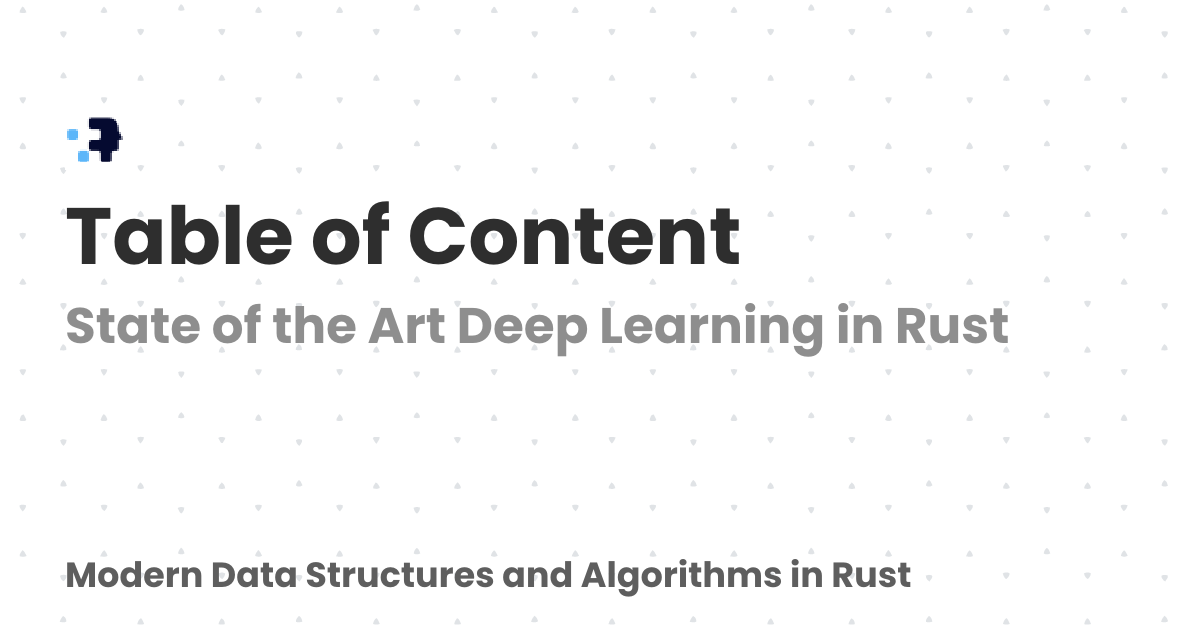 Table of Content
State of the Art Deep Learning in Rust
Modern Data Structures and Algorithms in Rust